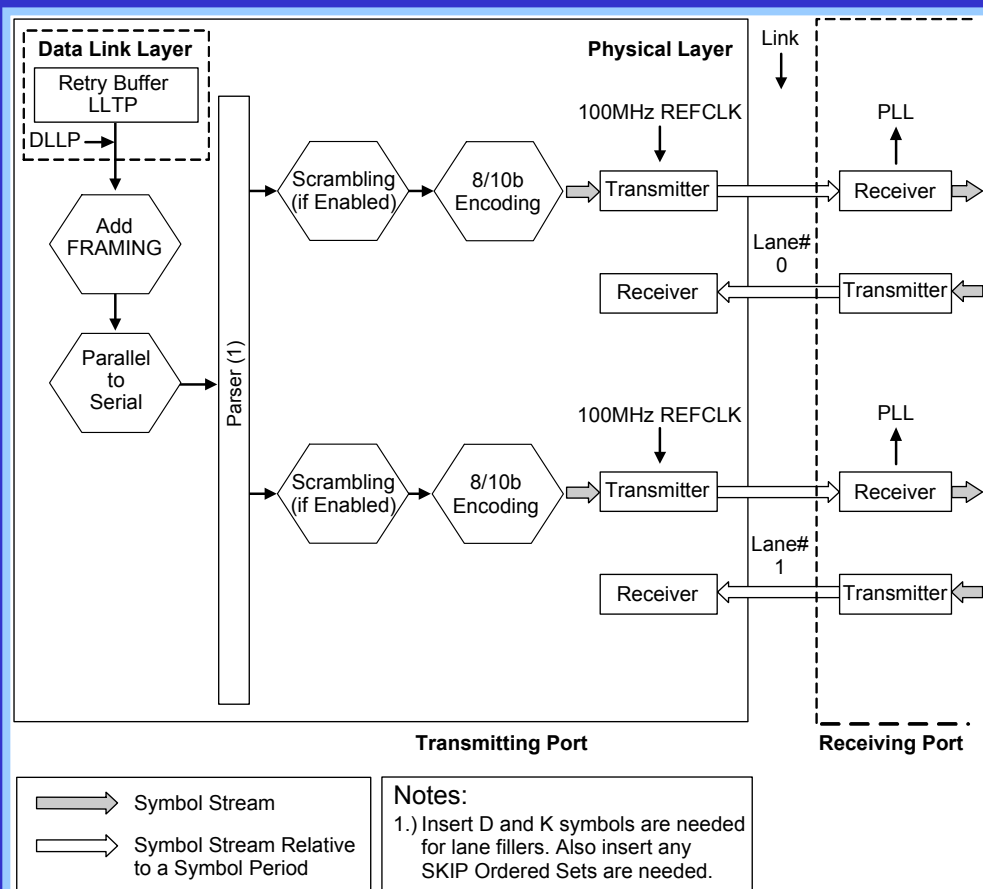 Data Link Layer
Retry Buffer
LLTP
DLLP
Add
FRAMING
Parallel
to
Serial
Parser (1)
Physical Layer
Link
Scrambling
(if Enabled)
8/10b
Encoding
100MHz REFCLK
Transmitter
PLL
Receiver
Lane#
0
Receiver
Transmitter
Scrambling
(if Enabled)
8/10b
Encoding
100MHz REFCLK
Transmitter
PLL
Receiver
Lane#
1
Receiver
Transmitter
Transmitting Port
Receiving Port
Symbol Stream
Symbol Stream Relative
to a Symbol Period
Notes:
1.) Insert D and K symbols are needed
for lane fillers. Also insert any
SKIP Ordered Sets are needed.